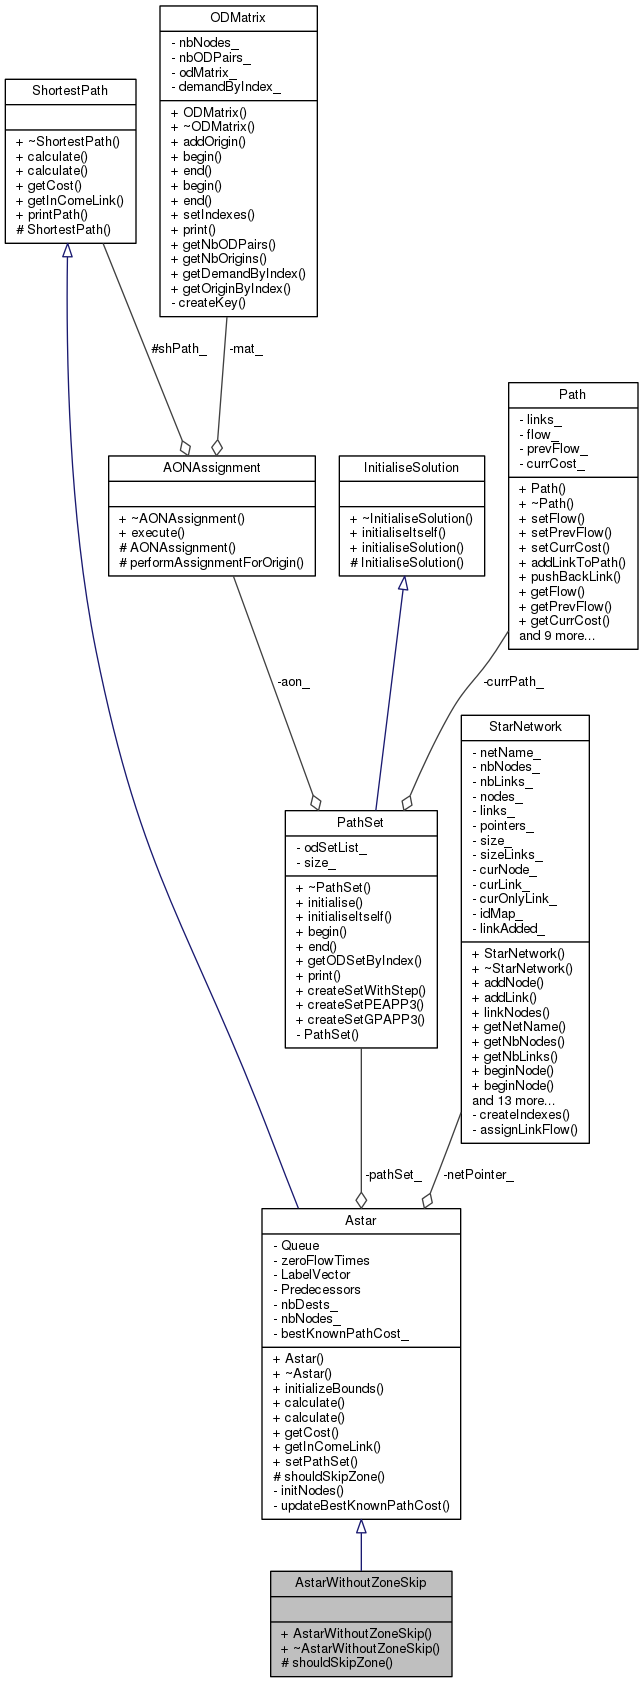 ODMatrix
- nbNodes_
- nbODPairs_
- odMatrix_
- demandByIndex_
+ ODMatrix()
+ ~ODMatrix()
+ addOrigin()
+ begin()
+ end()
+ begin()
+ end()
+ setIndexes()
+ print()
+ getNbODPairs()
+ getNbOrigins()
+ getDemandByIndex()
+ getOriginByIndex()
- createKey()
ShortestPath
+ ~ShortestPath()
+ calculate()
+ calculate()
+ getCost()
+ getInComeLink()
+ printPath()
# ShortestPath()
#shPath_
-mat_
AONAssignment
+ ~AONAssignment()
+ execute()
# AONAssignment()
# performAssignmentForOrigin()
InitialiseSolution
+ ~InitialiseSolution()
+ initialiseItself()
+ initialiseSolution()
# InitialiseSolution()
Path
- links_
- flow_
- prevFlow_
- currCost_
+ Path()
+ ~Path()
+ setFlow()
+ setPrevFlow()
+ setCurrCost()
+ addLinkToPath()
+ pushBackLink()
+ getFlow()
+ getPrevFlow()
+ getCurrCost()
and 9 more...
-aon_
-currPath_
PathSet
- odSetList_
- size_
+ ~PathSet()
+ initialise()
+ initialiseItself()
+ begin()
+ end()
+ getODSetByIndex()
+ print()
+ createSetWithStep()
+ createSetPEAPP3()
+ createSetGPAPP3()
- PathSet()
StarNetwork
- netName_
- nbNodes_
- nbLinks_
- nodes_
- links_
- pointers_
- size_
- sizeLinks_
- curNode_
- curLink_
- curOnlyLink_
- idMap_
- linkAdded_
+ StarNetwork()
+ ~StarNetwork()
+ addNode()
+ addLink()
+ linkNodes()
+ getNetName()
+ getNbNodes()
+ getNbLinks()
+ beginNode()
+ beginNode()
and 13 more...
- createIndexes()
- assignLinkFlow()
-pathSet_
-netPointer_
Astar
- Queue
- zeroFlowTimes
- LabelVector
- Predecessors
- nbDests_
- nbNodes_
- bestKnownPathCost_
+ Astar()
+ ~Astar()
+ initializeBounds()
+ calculate()
+ calculate()
+ getCost()
+ getInComeLink()
+ setPathSet()
# shouldSkipZone()
- initNodes()
- updateBestKnownPathCost()
AstarWithoutZoneSkip
+ AstarWithoutZoneSkip()
+ ~AstarWithoutZoneSkip()
# shouldSkipZone()